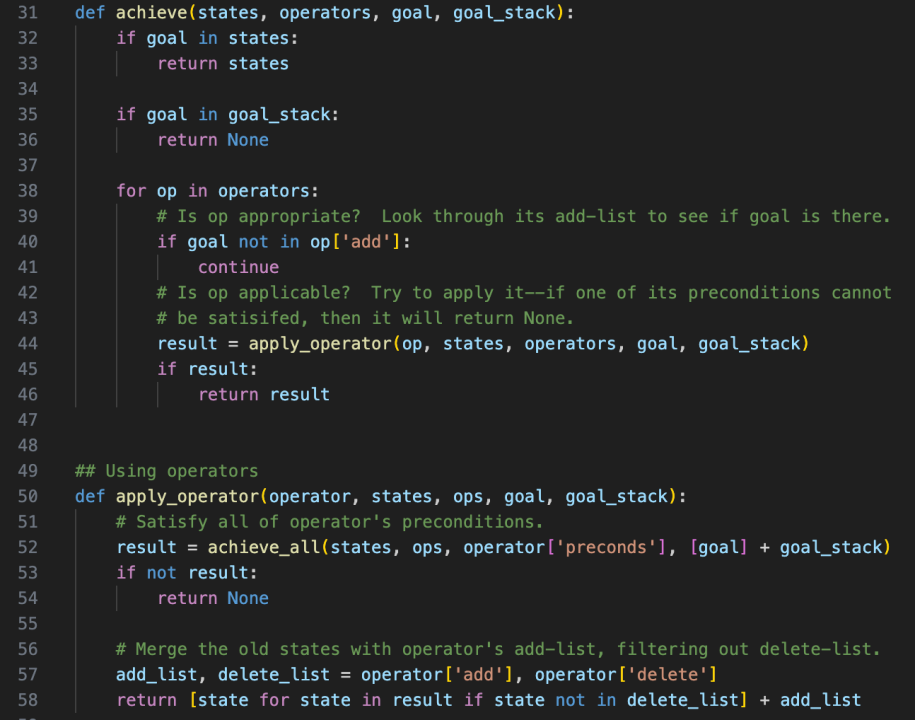 31 def achieve(states, operators, goal, goal_stack):
32     if goal in states:
33         return states
34
35     if goal in goal_stack:
36         return None
37
38     for op in operators:
39         # Is op appropriate?  Look through its add-list to see if goal is there.
40         if goal not in op['add']:
41             continue
42         # Is op applicable?  Try to apply it--if one of its preconditions cannot
43         # be satisifed, then it will return None.
44         result = apply_operator(op, states, operators, goal, goal_stack)
45         if result:
46             return result
47
48
49 ## Using operators
50 def apply_operator(operator, states, ops, goal, goal_stack):
51     # Satisfy all of operator's preconditions.
52     result = achieve_all(states, ops, operator['preconds'], [goal] + goal_stack)
53     if not result:
54         return None
55
56     # Merge the old states with operator's add-list, filtering out delete-list.
57     add_list, delete_list = operator['add'], operator['delete']
58     return [state for state in result if state not in delete_list] + add_list